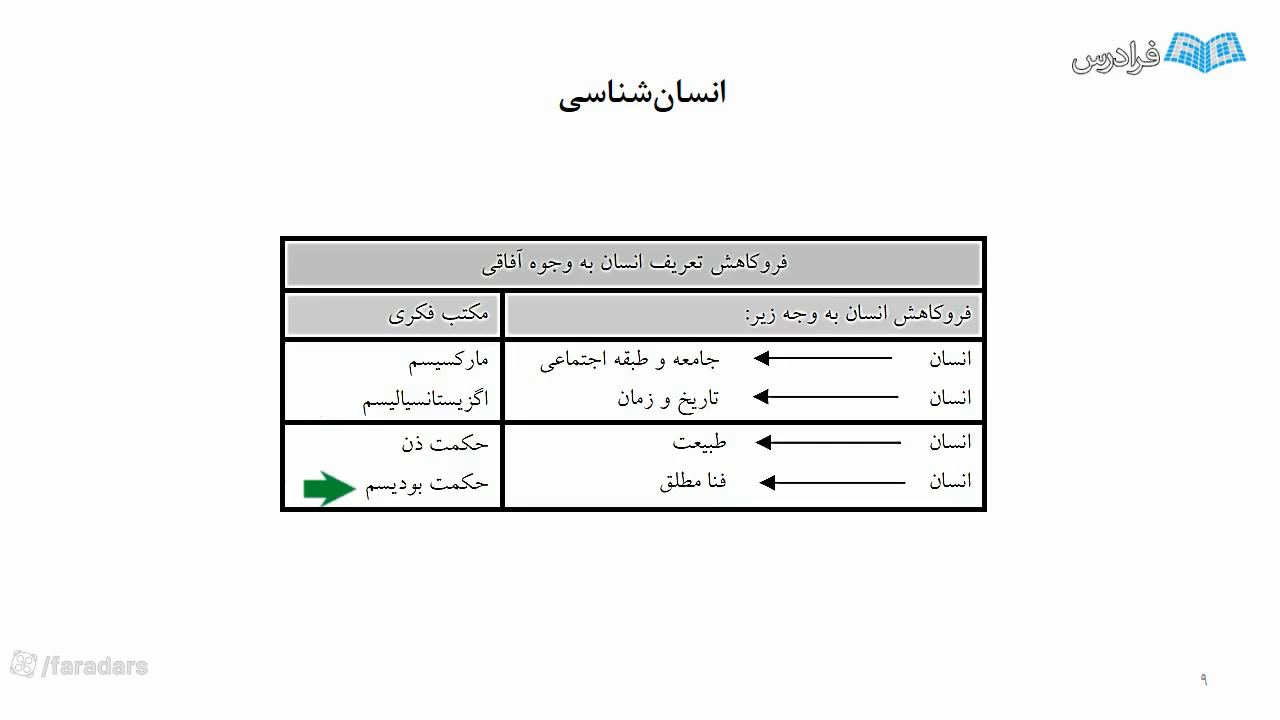 فرادرس
انسان‌شناسی
فروکاهش تعریف انسان به وجوه آفاقی
فروکاهش انسان به وجه زیر: مکتب فکری
انسان جامعه و طبقه اجتماعی مارکسیسم
انسان تاریخ و زمان اگزیستانسیالیسم
انسان طبیعت حکمت ذن
انسان فنا مطلق حکمت بودیسم
/faradars
۹